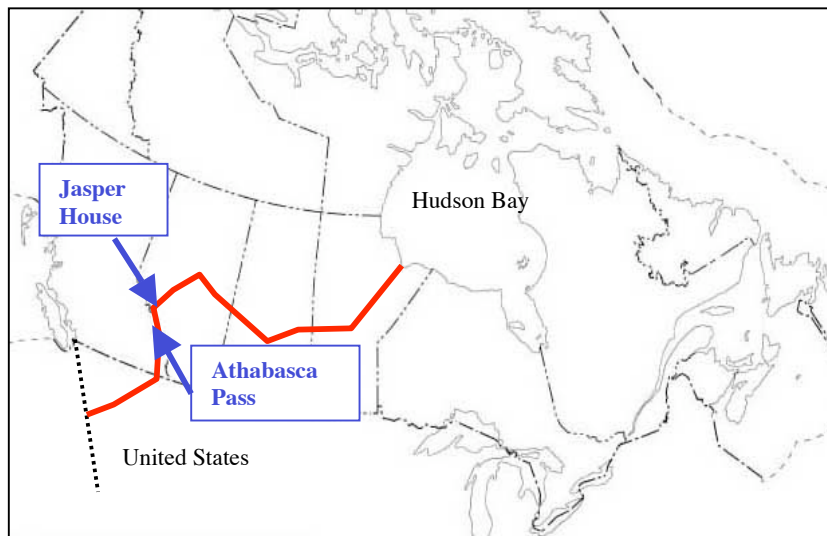 Jasper
House
Hudson Bay
Athabasca
Pass
United States